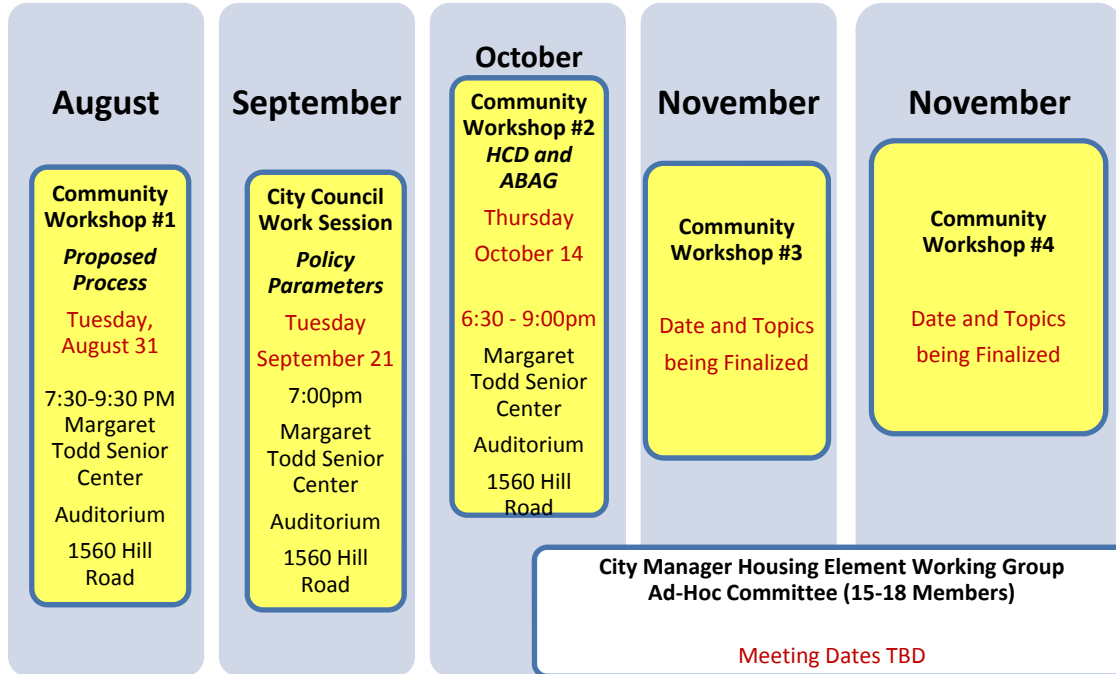 August
Community
Workshop #1
Proposed
Process
Tuesday,
August 31
7:30-9:30 PM
Margaret
Todd Senior
Center
Auditorium
1560 Hill
Road
September
City Council
Work Session
Policy
Parameters
Tuesday
September 21
7:00pm
Margaret
Todd Senior
Center
Auditorium
1560 Hill
Road
October
Community
Workshop #2
HCD and
ABAG
Thursday
October 14
6:30 - 9:00pm
Margaret
Todd Senior
Center
Auditorium
1560 Hill
Road
November
Community
Workshop #3
Date and Topics
being Finalized
November
Community
Workshop #4
Date and Topics
being Finalized
City Manager Housing Element Working Group
Ad-Hoc Committee (15-18 Members)
Meeting Dates TBD